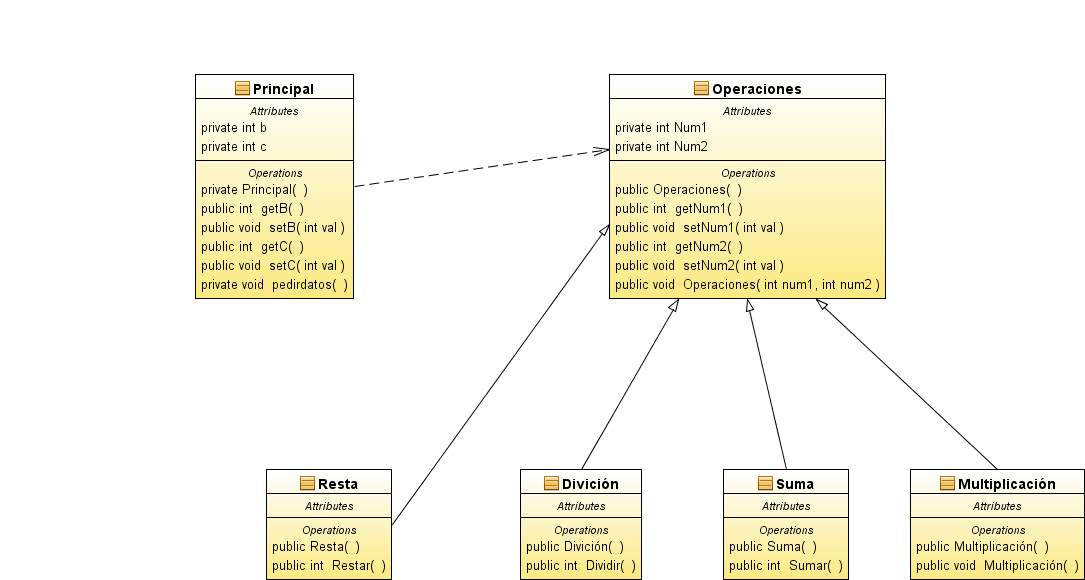 Principal
Attributes
private int b
private int c
Operations
private Principal( )
public int getB( )
public void setB( int val )
public int getC( )
public void setC( int val )
private void pedirdatos( )
Operaciones
Attributes
private int Num1
private int Num2
Operations
public Operaciones( )
public int getNum1( )
public void setNum1( int val )
public int getNum2( )
public void setNum2( int val )
public void Operaciones( int num1, int num2 )
Resta
Attributes
Operations
public Resta( )
public int Restar( )
Divición
Attributes
Operations
public Divición( )
public int Dividir( )
Suma
Attributes
Operations
public Suma( )
public int Sumar( )
Multiplicación
Attributes
Operations
public Multiplicación( )
public void Multiplicación( )